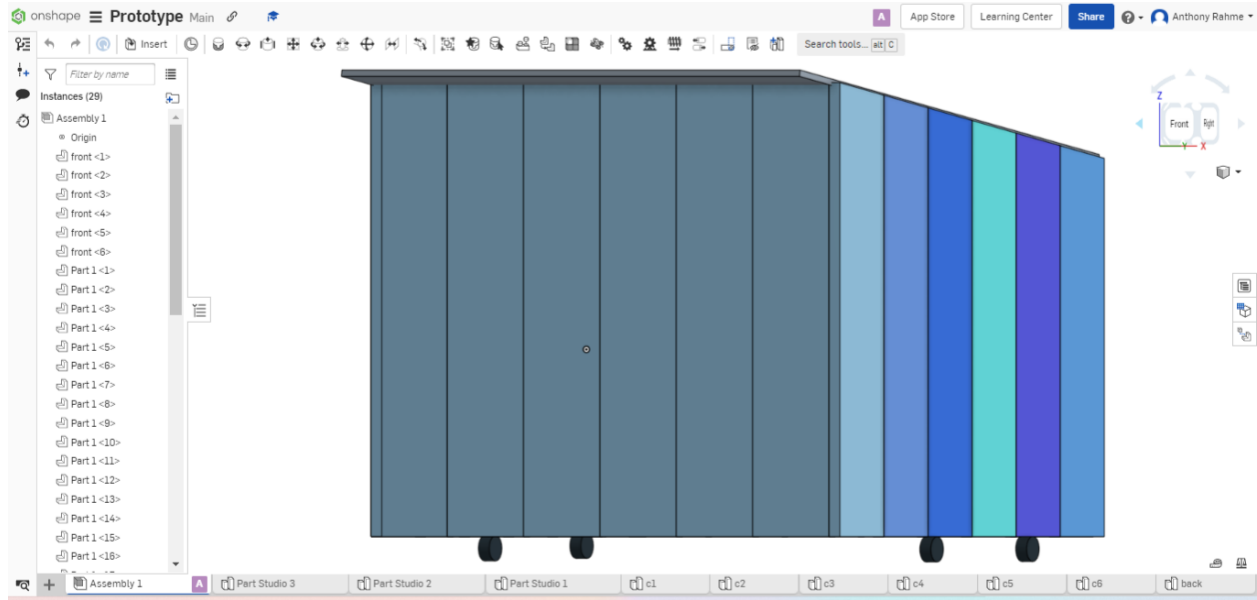 onshape Prototype Main
App Store Learning Center Share Anthony Rahme
Insert Search tools... alt C
Filter by name
Instances (29)
Assembly 1
Origin
front <1>
front <2>
front <3>
front <4>
front <5>
front <6>
Part 1 <1>
Part 1 <2>
Part 1 <3>
Part 1 <4>
Part 1 <5>
Part 1 <6>
Part 1 <7>
Part 1 <8>
Part 1 <9>
Part 1 <10>
Part 1 <11>
Part 1 <12>
Part 1 <13>
Part 1 <14>
Part 1 <15>
Part 1 <16>
A
Z
Front Right
Y X
Assembly 1 A Part Studio 3 Part Studio 2 Part Studio 1 c1 c2 c3 c4 c5 c6 back